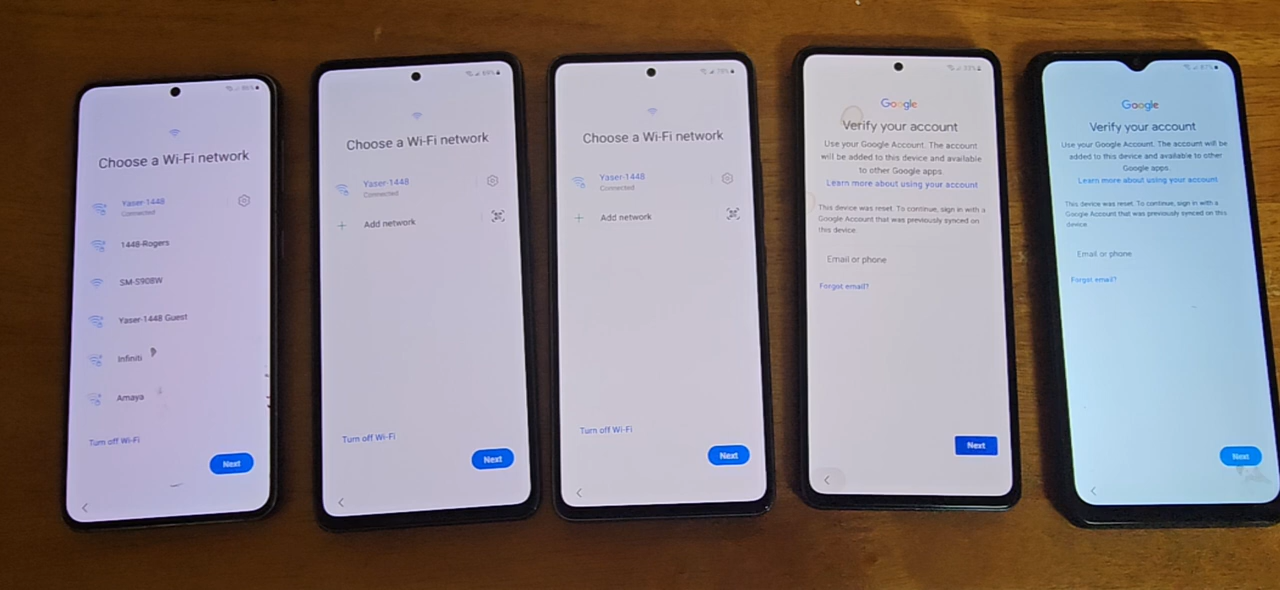 86%
Choose a Wi-Fi network
Yaser-1448
Connected
1448-Rogers
SM-S908W
Yaser-1448 Guest
Infiniti
Amaya
Turn off Wi-Fi
Next
Choose a Wi-Fi network
Yaser-1448
Connected
Add network
Turn off Wi-Fi
Next
Choose a Wi-Fi network
Yaser-1448
Connected
Add network
Turn off Wi-Fi
Next
Google
Verify your account
Use your Google Account. The account
will be added to this device and available
to other Google apps.
Learn more about using your account
This device was reset. To continue, sign in with a
Google Account that was previously synced on
this device.
Email or phone
Forgot email?
Next
Google
Verify your account
Use your Google Account. The account will be
added to this device and available to other
Google apps.
Learn more about using your account
This device was reset. To continue, sign in with a
Google Account that was previously synced on this
device.
Email or phone
Forgot email?
Next